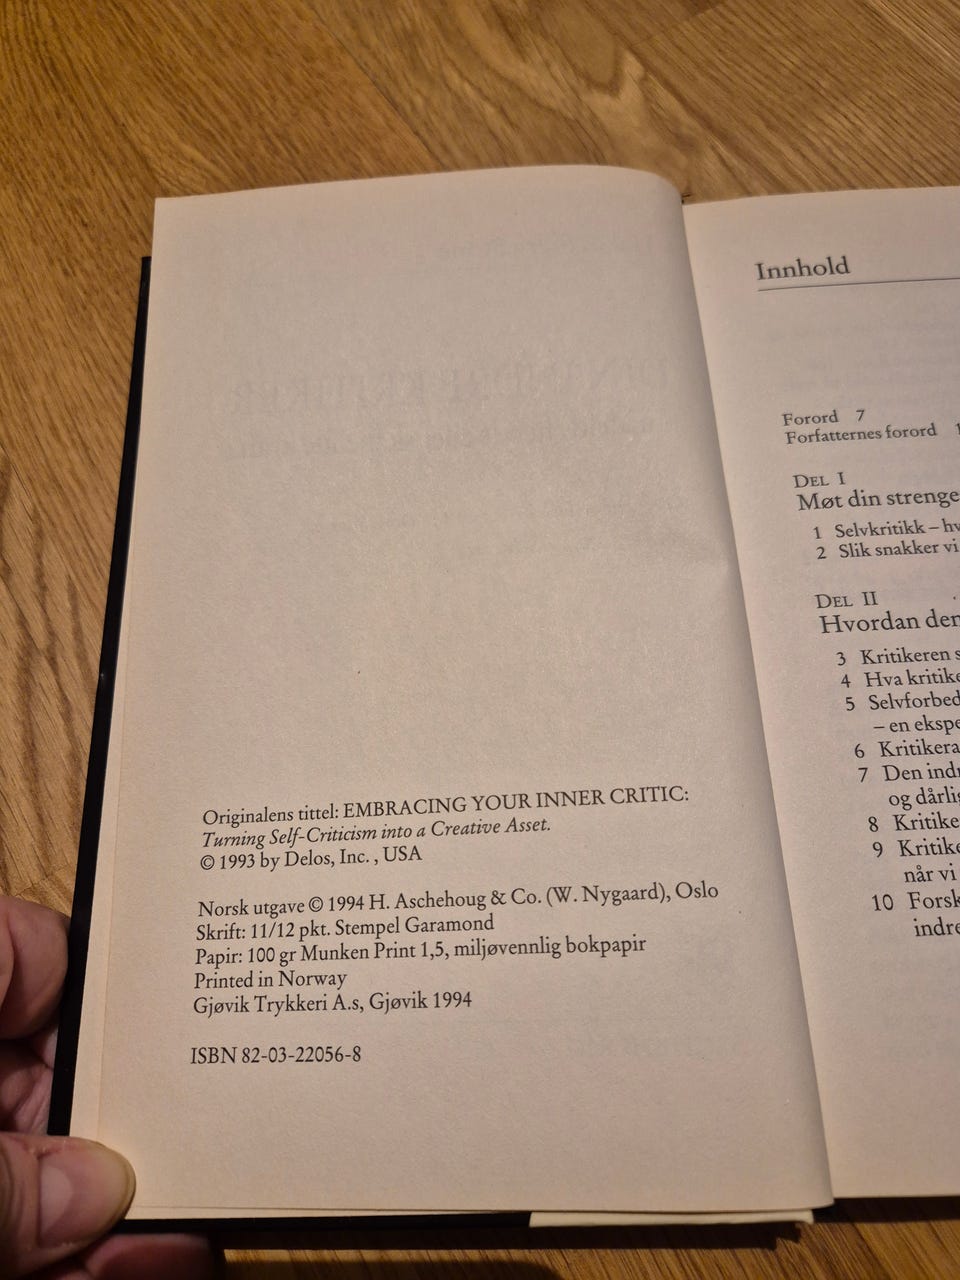 Originalens tittel: EMBRACING YOUR INNER CRITIC:
Turning Self-Criticism into a Creative Asset.
© 1993 by Delos, Inc. , USA
Norsk utgave © 1994 H. Aschehoug & Co. (W. Nygaard), Oslo
Skrift: 11/12 pkt. Stempel Garamond
Papir: 100 gr Munken Print 1,5, miljøvennlig bokpapir
Printed in Norway
Gjøvik Trykkeri A.s, Gjøvik 1994
ISBN 82-03-22056-8
Innhold
Forord 7
Forfatternes forord
DEL I
Møt din strenge
1 Selvkritikk –
2 Slik snakker vi
DEL II
Hvordan
3 Kritikeren
4 Hva
5
– en
6
7 Den
og
8
9
når vi
10